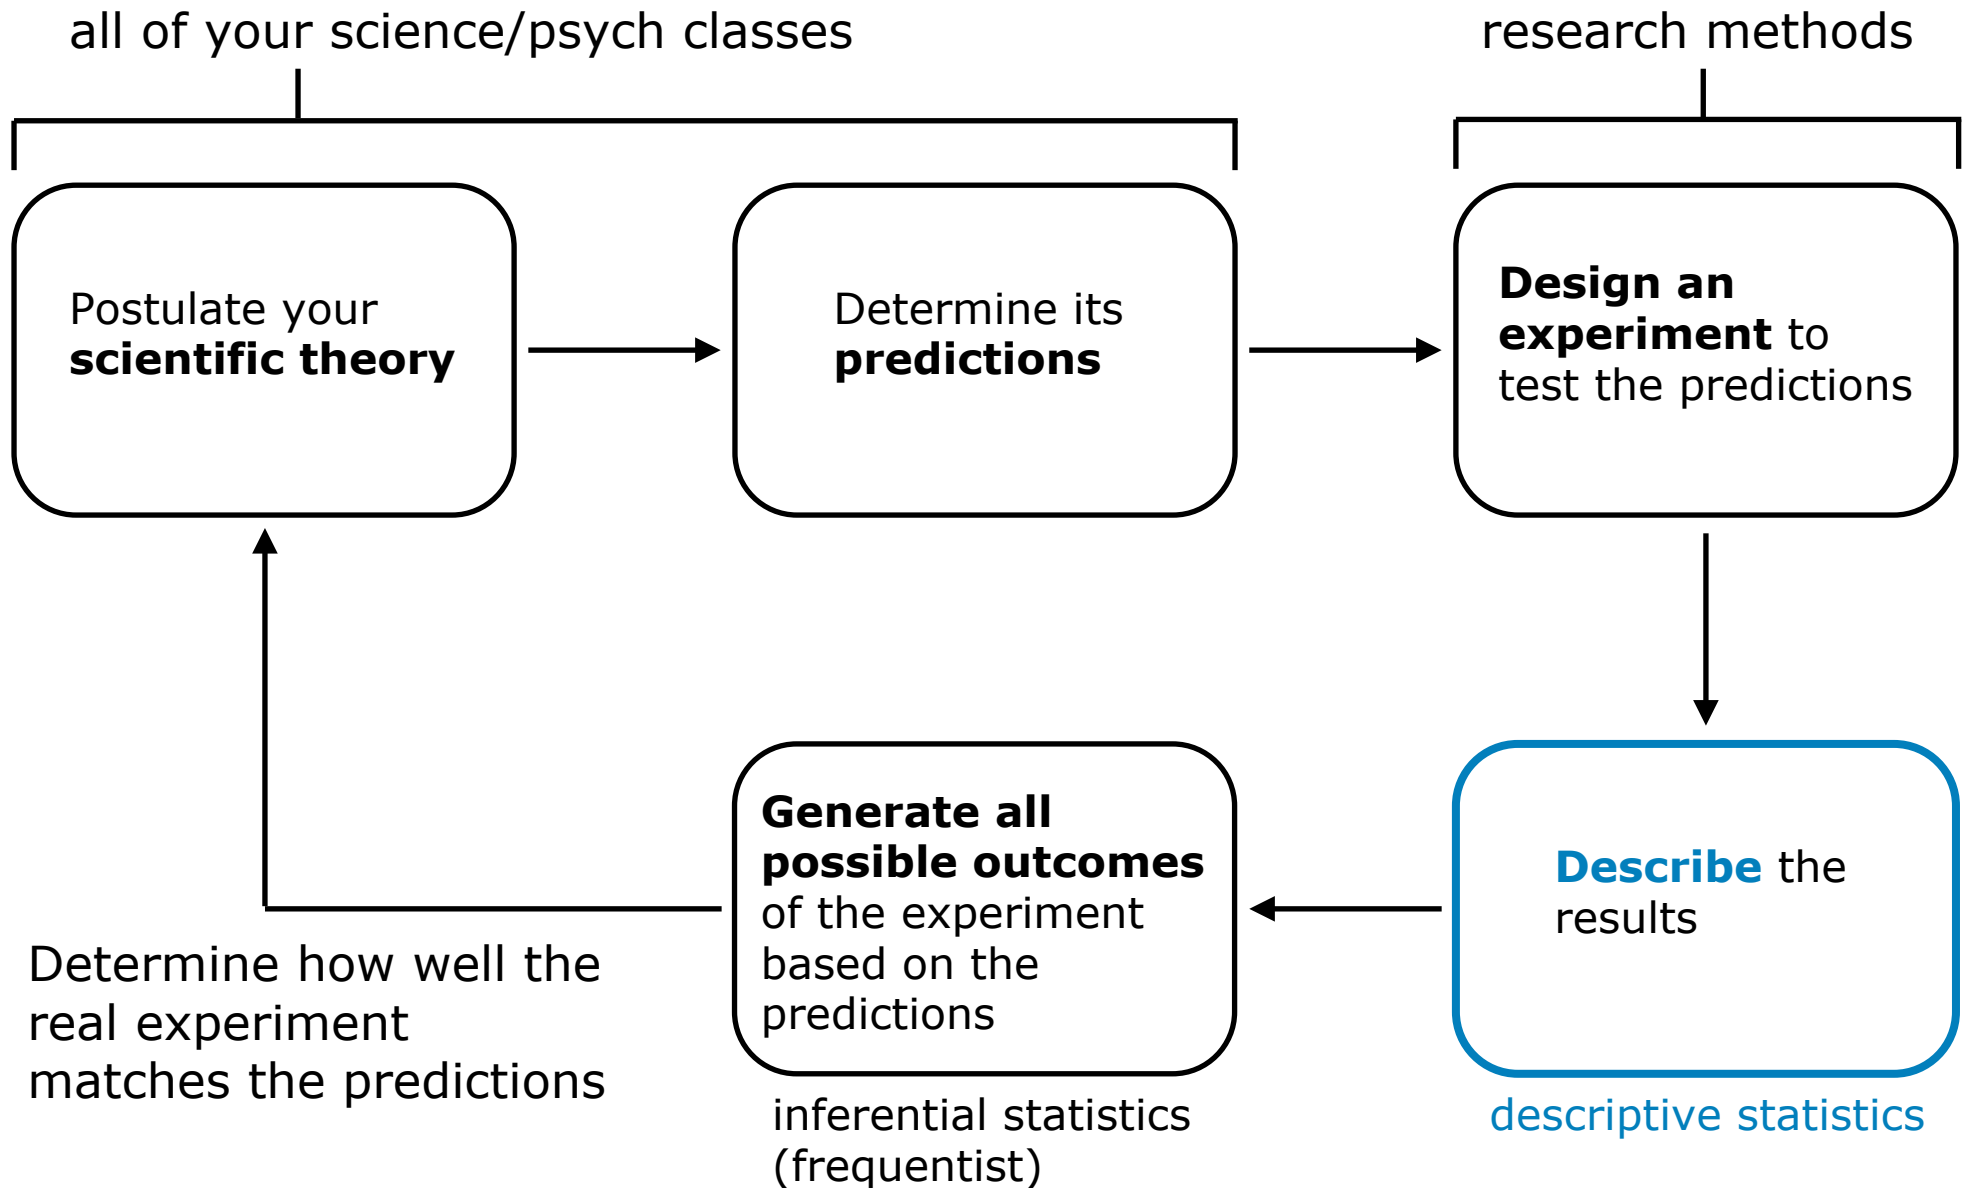 all of your science/psych classes
research methods
Postulate your
scientific theory
Determine its
predictions
Design an
experiment to
test the predictions
Generate all
possible outcomes
of the experiment
based on the
predictions
Describe the
results
Determine how well the
real experiment
matches the predictions
inferential statistics
(frequentist)
descriptive statistics